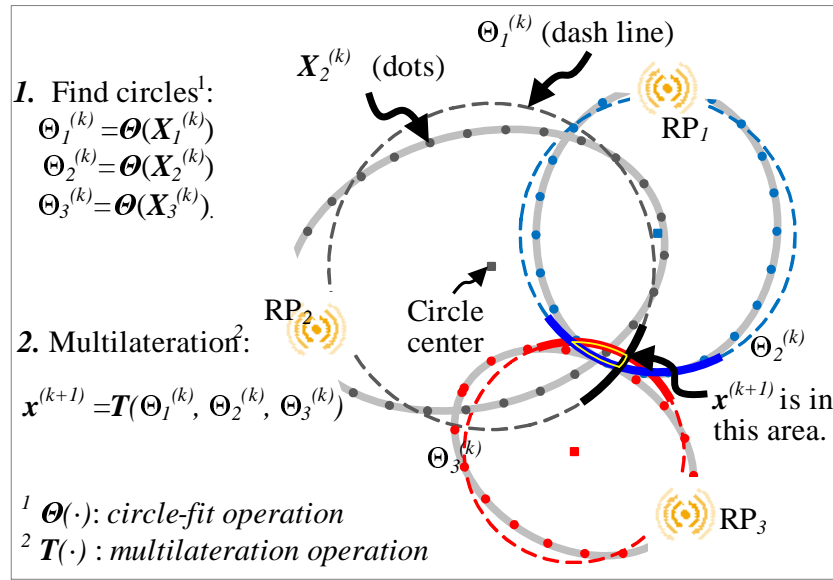 Θ₁⁽ᵏ⁾ (dash line)
X₂⁽ᵏ⁾ (dots)
1. Find circles¹:
Θ₁⁽ᵏ⁾ =Θ(X₁⁽ᵏ⁾)
Θ₂⁽ᵏ⁾ =Θ(X₂⁽ᵏ⁾)
Θ₃⁽ᵏ⁾=Θ(X₃⁽ᵏ⁾).
RP₁
RP₂
Circle
center
2. Multilateration²:
x⁽ᵏ⁺¹⁾ =T(Θ₁⁽ᵏ⁾, Θ₂⁽ᵏ⁾, Θ₃⁽ᵏ⁾)
Θ₂⁽ᵏ⁾
x⁽ᵏ⁺¹⁾ is in
this area.
Θ₃⁽ᵏ⁾
RP₃
¹ Θ(·): circle-fit operation
² T(·) : multilateration operation